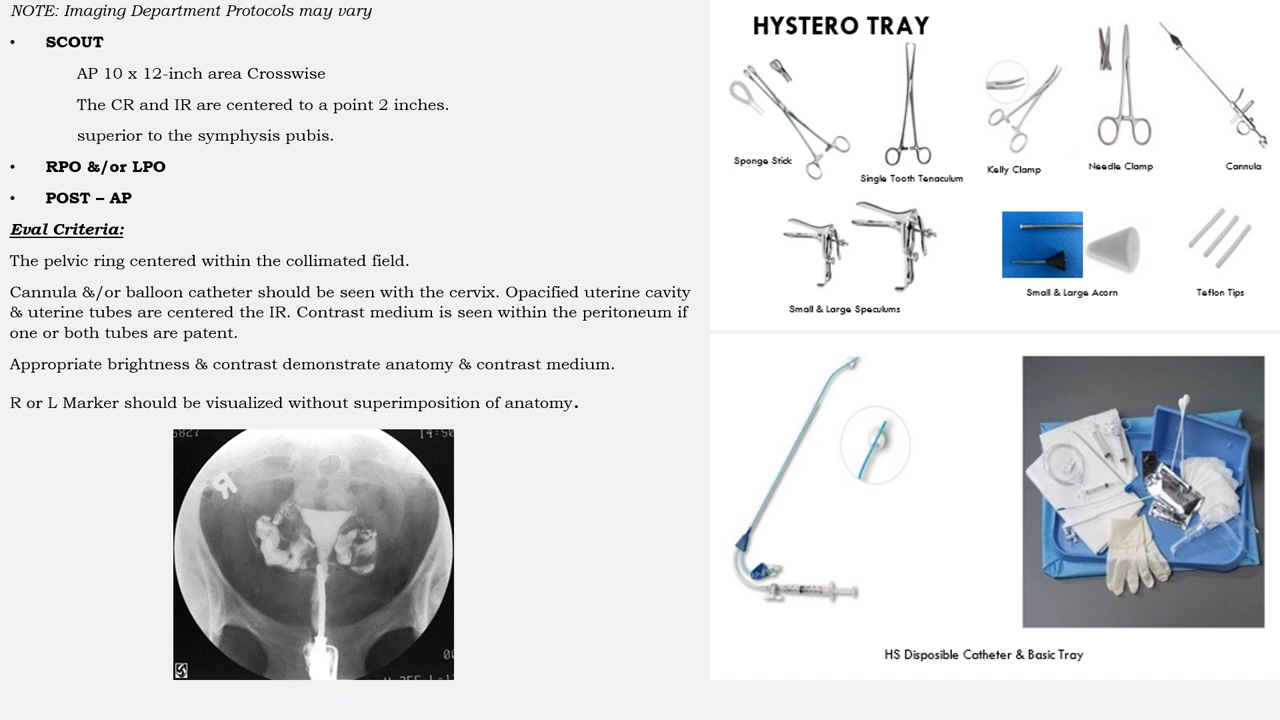 NOTE: Imaging Department Protocols may vary
• SCOUT
AP 10 x 12-inch area Crosswise
The CR and IR are centered to a point 2 inches.
superior to the symphysis pubis.
• RPO &/or LPO
• POST – AP
Eval Criteria:
The pelvic ring centered within the collimated field.
Cannula &/or balloon catheter should be seen with the cervix. Opacified uterine cavity
& uterine tubes are centered the IR. Contrast medium is seen within the peritoneum if
one or both tubes are patent.
Appropriate brightness & contrast demonstrate anatomy & contrast medium.
R or L Marker should be visualized without superimposition of anatomy.
R
HYSTERO TRAY
Sponge Stick
Single Tooth Tenaculum
Kelly Clamp
Needle Clamp
Cannula
Small & Large Speculums
Small & Large Acorn
Teflon Tips
HS Disposible Catheter & Basic Tray